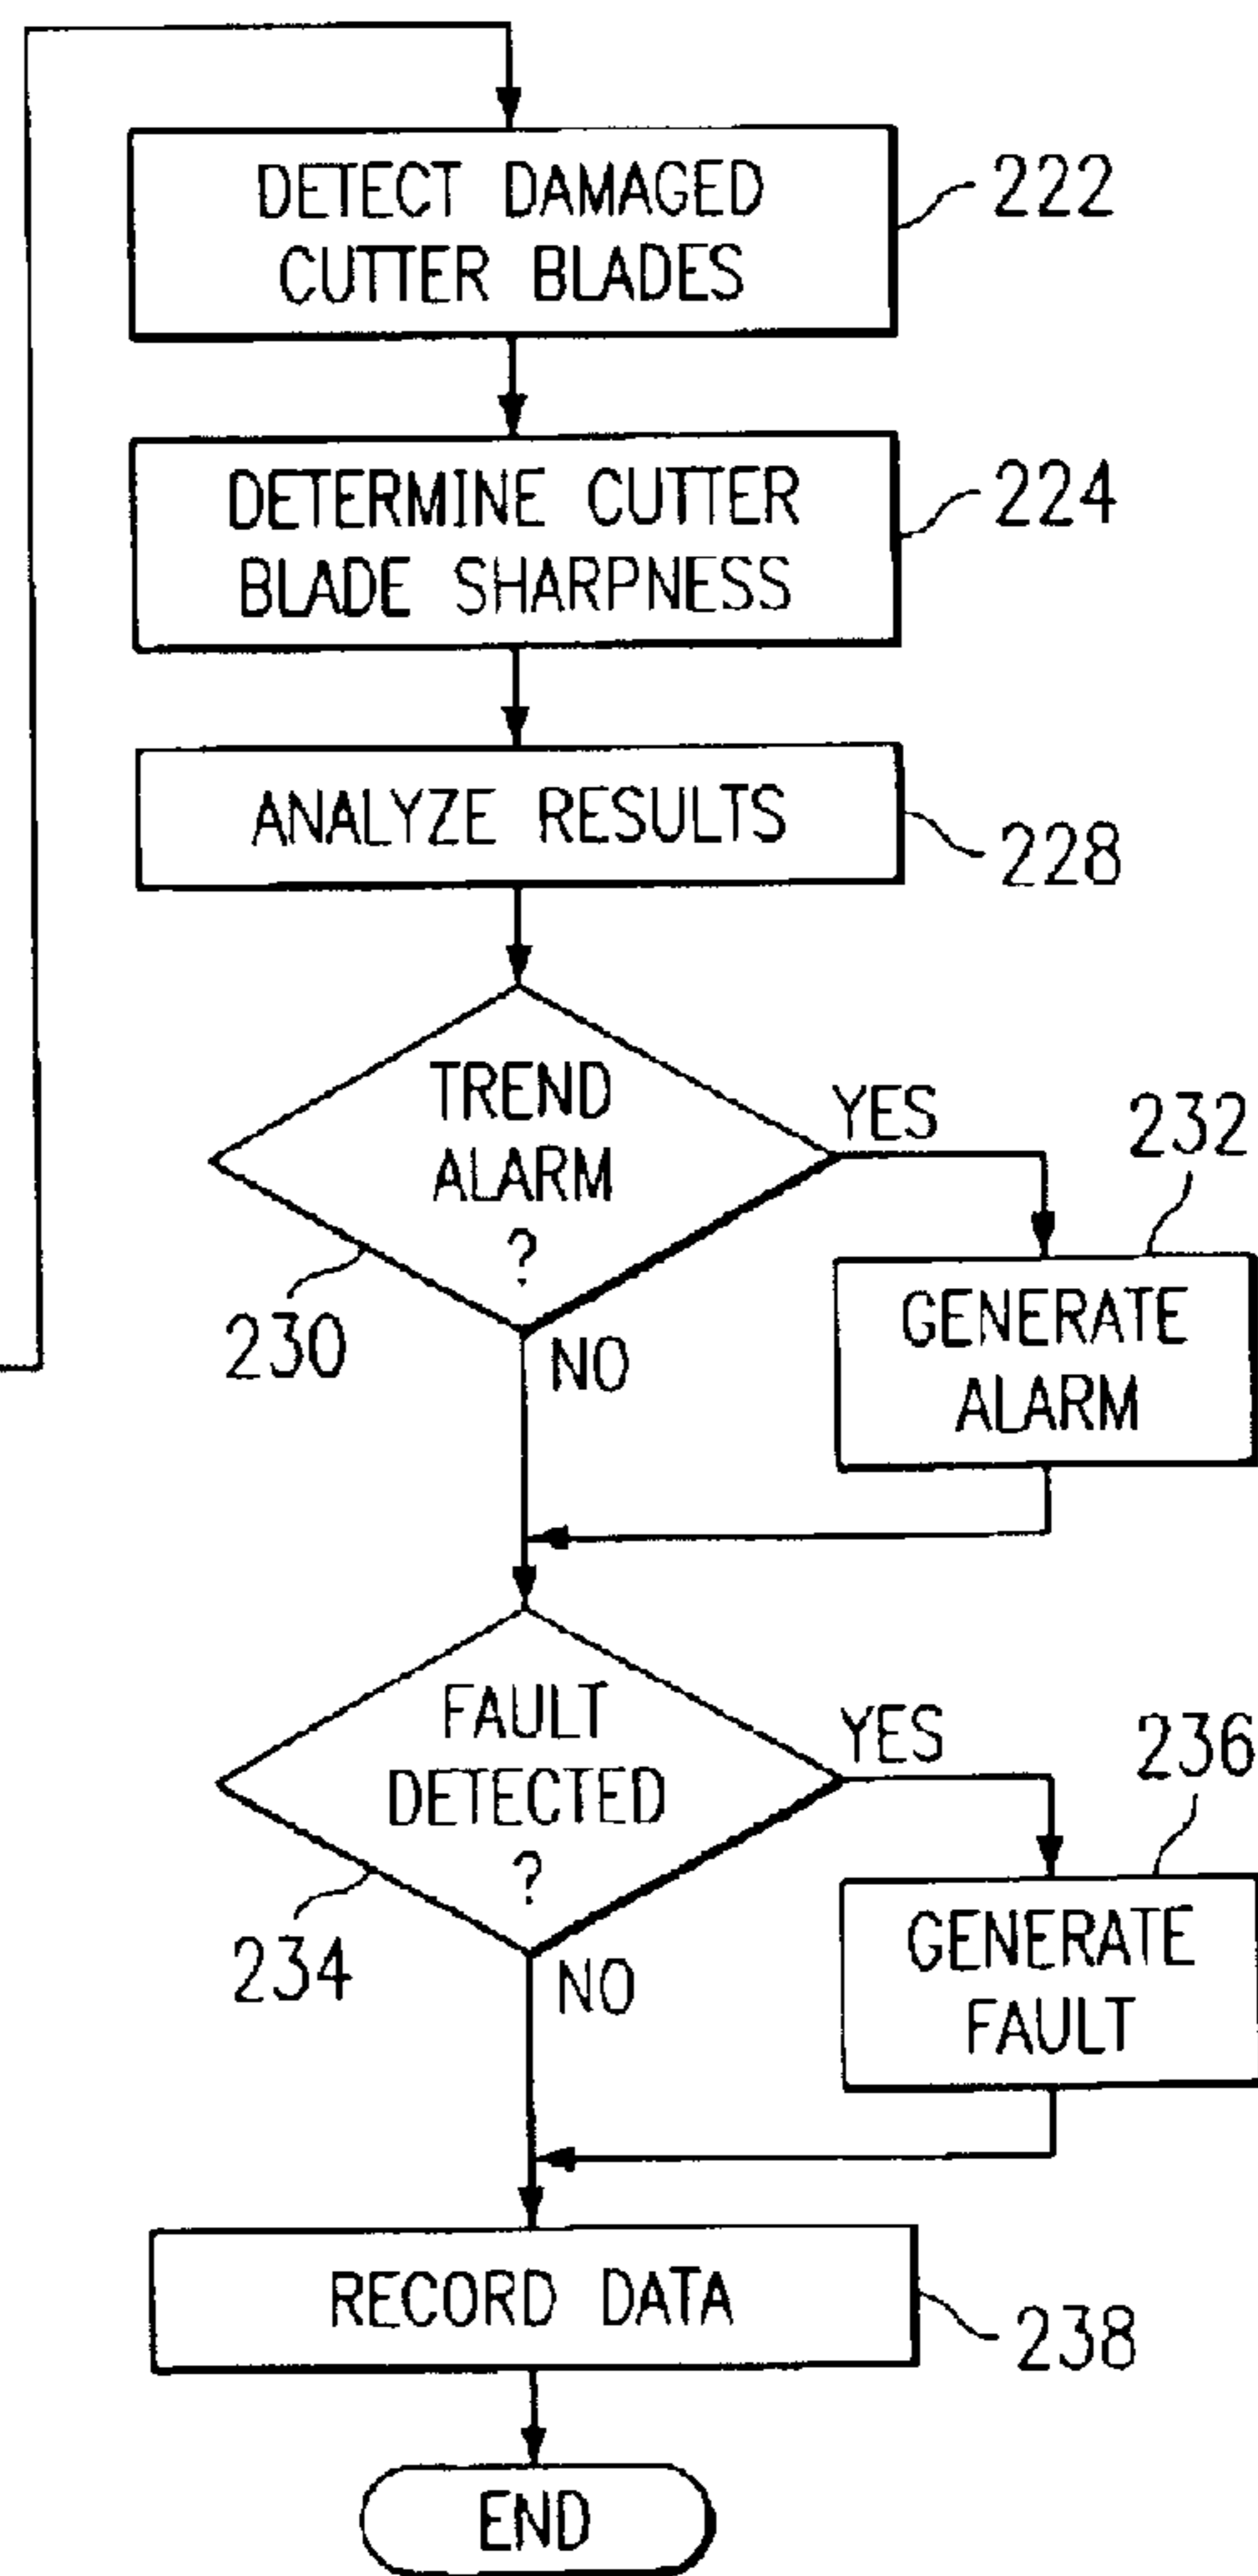 DETECT DAMAGED
CUTTER BLADES
222
DETERMINE CUTTER
BLADE SHARPNESS
224
ANALYZE RESULTS
228
TREND
ALARM
?
YES
232
230
NO
GENERATE
ALARM
FAULT
DETECTED
?
YES
236
234
NO
GENERATE
FAULT
RECORD DATA
238
END